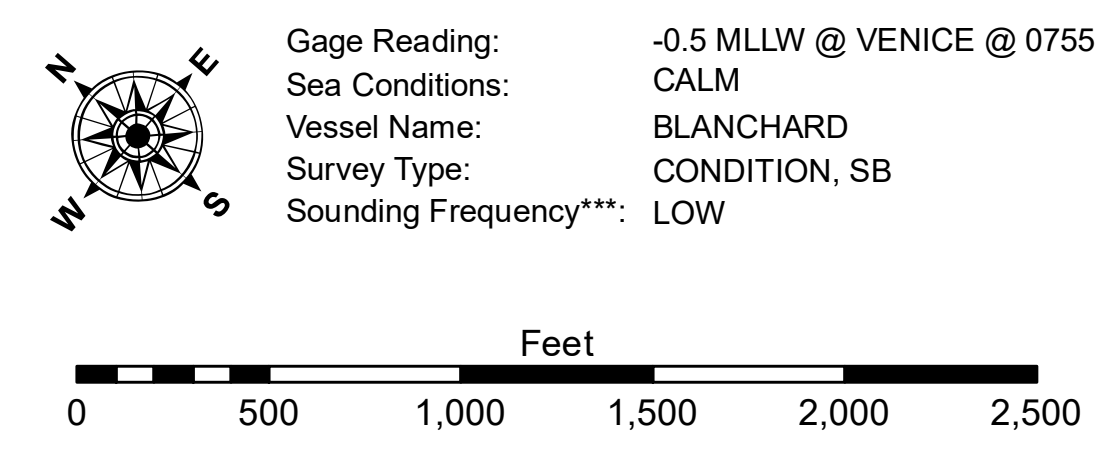 N E
W S
Gage Reading: -0.5 MLLW @ VENICE @ 0755
Sea Conditions: CALM
Vessel Name: BLANCHARD
Survey Type: CONDITION, SB
Sounding Frequency***: LOW
Feet
0 500 1,000 1,500 2,000 2,500